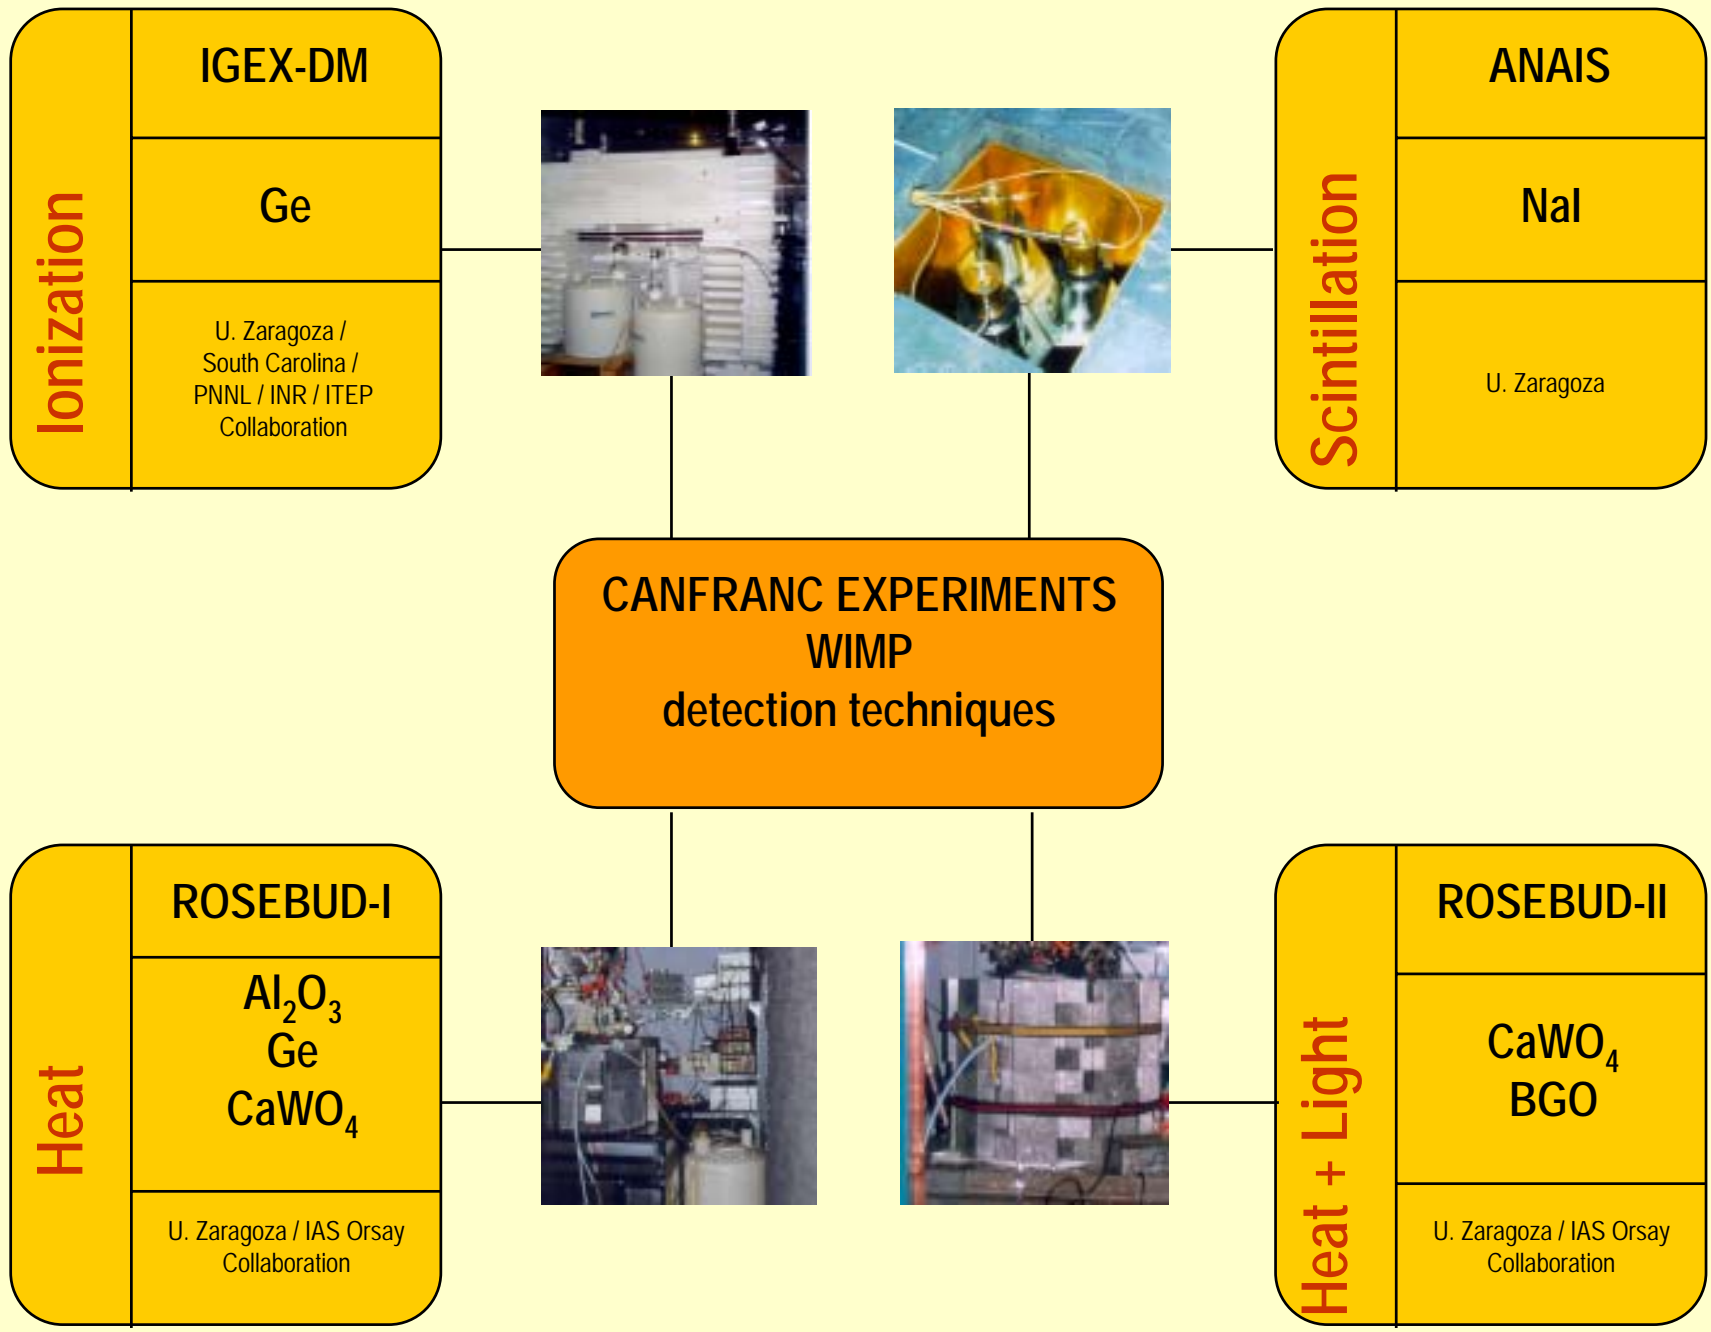 Ionization
IGEX-DM
Ge
U. Zaragoza /
South Carolina /
PNNL / INR / ITEP
Collaboration
Scintillation
ANAIS
NaI
U. Zaragoza
CANFRANC EXPERIMENTS
WIMP
detection techniques
Heat
ROSEBUD-I
Al₂O₃
Ge
CaWO₄
U. Zaragoza / IAS Orsay
Collaboration
Heat + Light
ROSEBUD-II
CaWO₄
BGO
U. Zaragoza / IAS Orsay
Collaboration